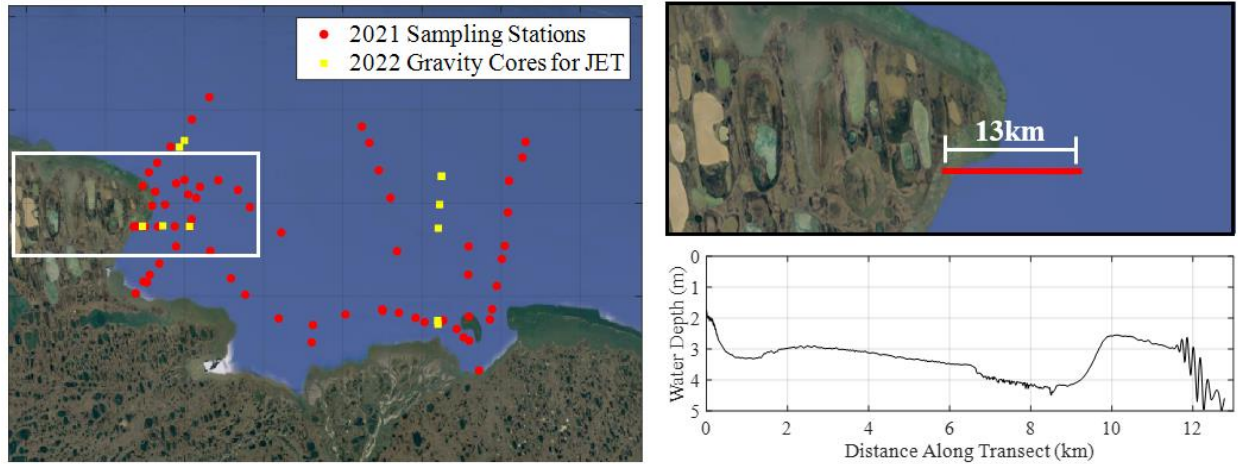 2021 Sampling Stations
2022 Gravity Cores for JET
13km
Water Depth (m)
0
1
2
3
4
5
0 2 4 6 8 10 12
Distance Along Transect (km)